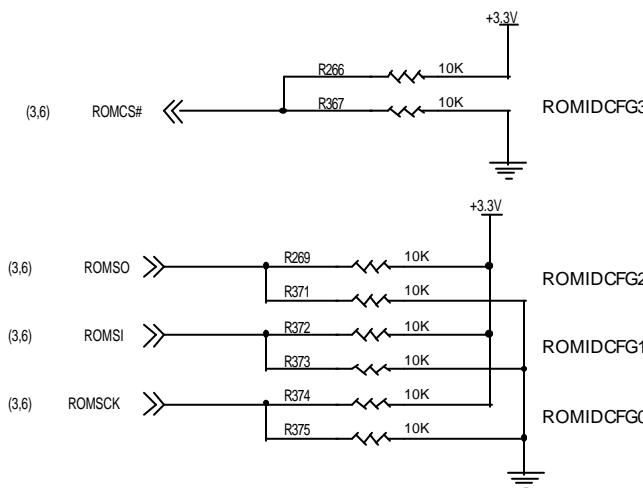 +3.3V
R266 10K
(3,6) ROMCS# R367 10K ROMIDCFG3
+3.3V
(3,6) ROMSO R269 10K ROMIDCFG2
R371 10K
(3,6) ROMSI R372 10K ROMIDCFG1
R373 10K
(3,6) ROMSCK R374 10K ROMIDCFG0
R375 10K